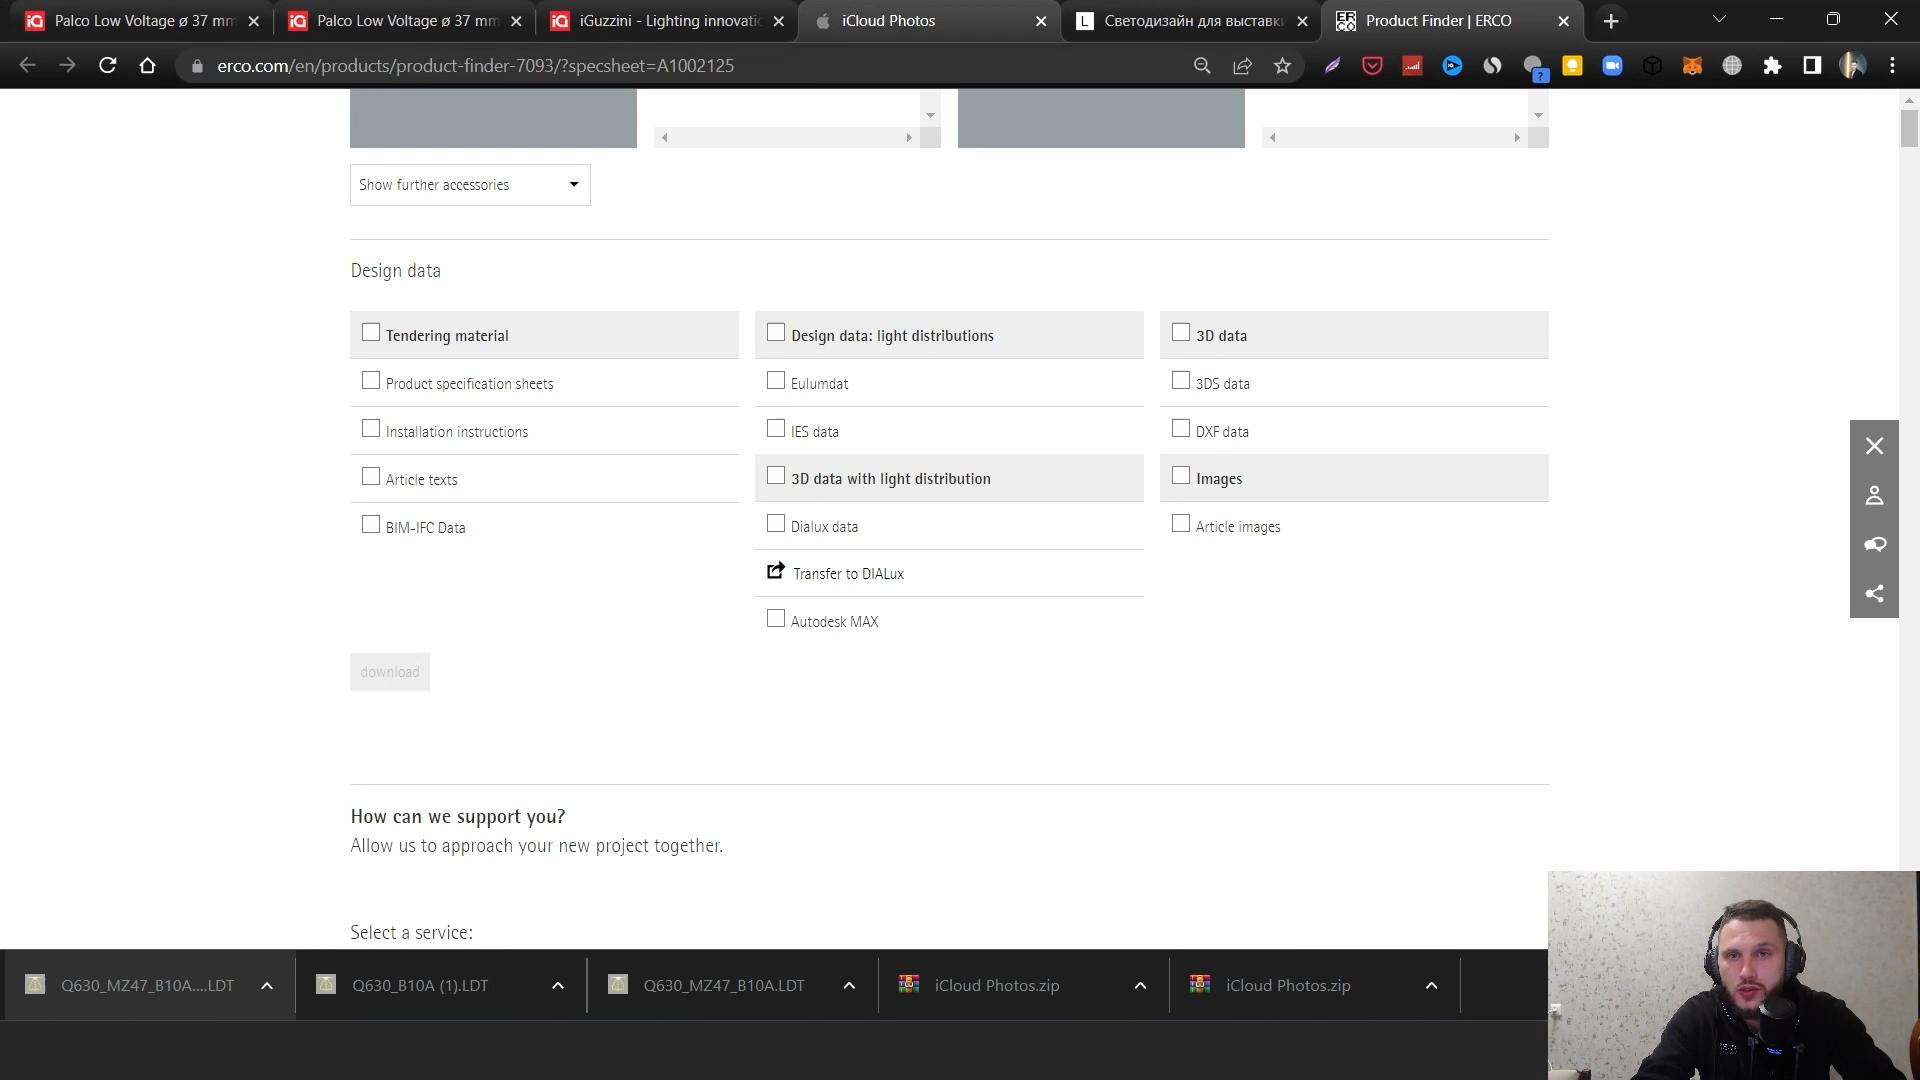 Palco Low Voltage ø 37 mm
Palco Low Voltage ø 37 mm
iGuzzini - Lighting innovatic
iCloud Photos
Светодизайн для выставки
Product Finder | ERCO
erco.com/en/products/product-finder-7093/?specsheet=A1002125
Show further accessories
Design data
Tendering material
Product specification sheets
Installation instructions
Article texts
BIM-IFC Data
Design data: light distributions
Eulumdat
IES data
3D data with light distribution
Dialux data
Transfer to DIALux
Autodesk MAX
3D data
3DS data
DXF data
Images
Article images
download
How can we support you?
Allow us to approach your new project together.
Select a service:
Q630_MZ47_B10A....LDT
Q630_B10A (1).LDT
Q630_MZ47_B10A.LDT
iCloud Photos.zip
iCloud Photos.zip